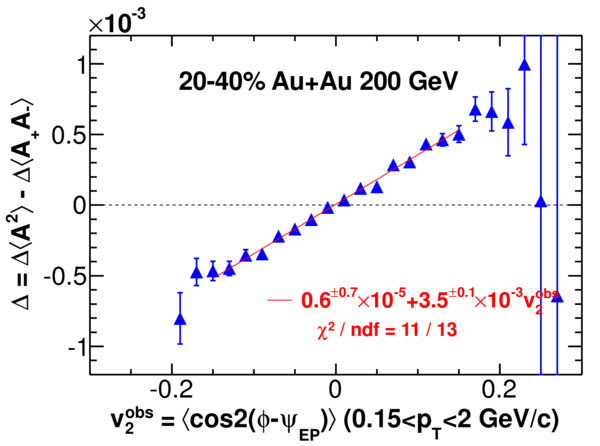 ×10⁻³
20-40% Au+Au 200 GeV
1
0.5
0
-0.5
-1
Δ = Δ⟨A²⟩ - Δ⟨A₊A₋⟩
0.6^{±0.7}×10⁻⁵+3.5^{±0.1}×10⁻³v₂^{obs}
χ² / ndf = 11 / 13
-0.2 0 0.2
v₂^{obs} = ⟨cos2(ϕ-ψ_{EP})⟩ (0.15<p_T<2 GeV/c)